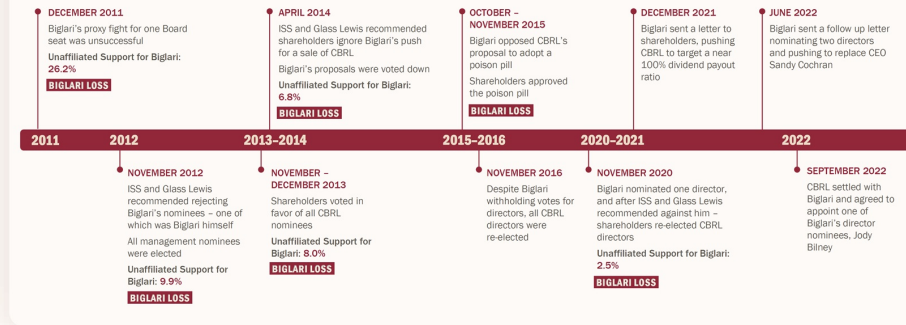 DECEMBER 2011
Biglari's proxy fight for one Board
seat was unsuccessful
Unaffiliated Support for Biglari:
26.2%
BIGLARI LOSS
APRIL 2014
ISS and Glass Lewis recommended
shareholders ignore Biglari's push
for a sale of CBRL
Biglari's proposals were voted down
Unaffiliated Support for Biglari:
6.8%
BIGLARI LOSS
OCTOBER –
NOVEMBER 2015
Biglari opposed CBRL's
proposal to adopt a
poison pill
Shareholders approved
the poison pill
BIGLARI LOSS
DECEMBER 2021
Biglari sent a letter to
shareholders, pushing
CBRL to target a near
100% dividend payout
ratio
JUNE 2022
Biglari sent a follow up letter
nominating two directors
and pushing to replace CEO
Sandy Cochran
2011
2012
2013–2014
2015–2016
2020–2021
2022
NOVEMBER 2012
ISS and Glass Lewis
recommended rejecting
Biglari's nominees – one of
which was Biglari himself
All management nominees
were elected
Unaffiliated Support for
Biglari: 9.9%
BIGLARI LOSS
NOVEMBER –
DECEMBER 2013
Shareholders voted in
favor of all CBRL
nominees
Unaffiliated Support for
Biglari: 8.0%
BIGLARI LOSS
NOVEMBER 2016
Despite Biglari
withholding votes for
directors, all CBRL
directors were
re-elected
NOVEMBER 2020
Biglari nominated one director,
and after ISS and Glass Lewis
recommended against him –
shareholders re-elected CBRL
directors
Unaffiliated Support for Biglari:
2.5%
BIGLARI LOSS
SEPTEMBER 2022
CBRL settled with
Biglari and agreed to
appoint one of
Biglari's director
nominees, Jody
Bilney